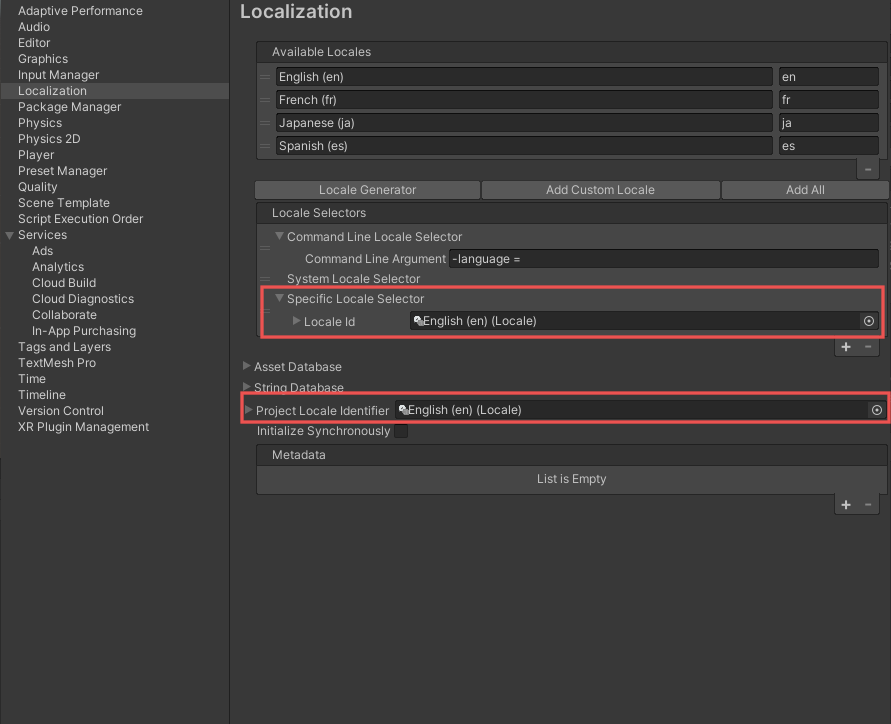 Adaptive Performance
Audio
Editor
Graphics
Input Manager
Localization
Package Manager
Physics
Physics 2D
Player
Preset Manager
Quality
Scene Template
Script Execution Order
Services
Ads
Analytics
Cloud Build
Cloud Diagnostics
Collaborate
In-App Purchasing
Tags and Layers
TextMesh Pro
Time
Timeline
Version Control
XR Plugin Management
Localization
Available Locales
English (en) en
French (fr) fr
Japanese (ja) ja
Spanish (es) es
Locale Generator Add Custom Locale Add All
Locale Selectors
Command Line Locale Selector
Command Line Argument -language =
System Locale Selector
Specific Locale Selector
Locale Id English (en) (Locale)
Asset Database
String Database
Project Locale Identifier English (en) (Locale)
Initialize Synchronously
Metadata
List is Empty